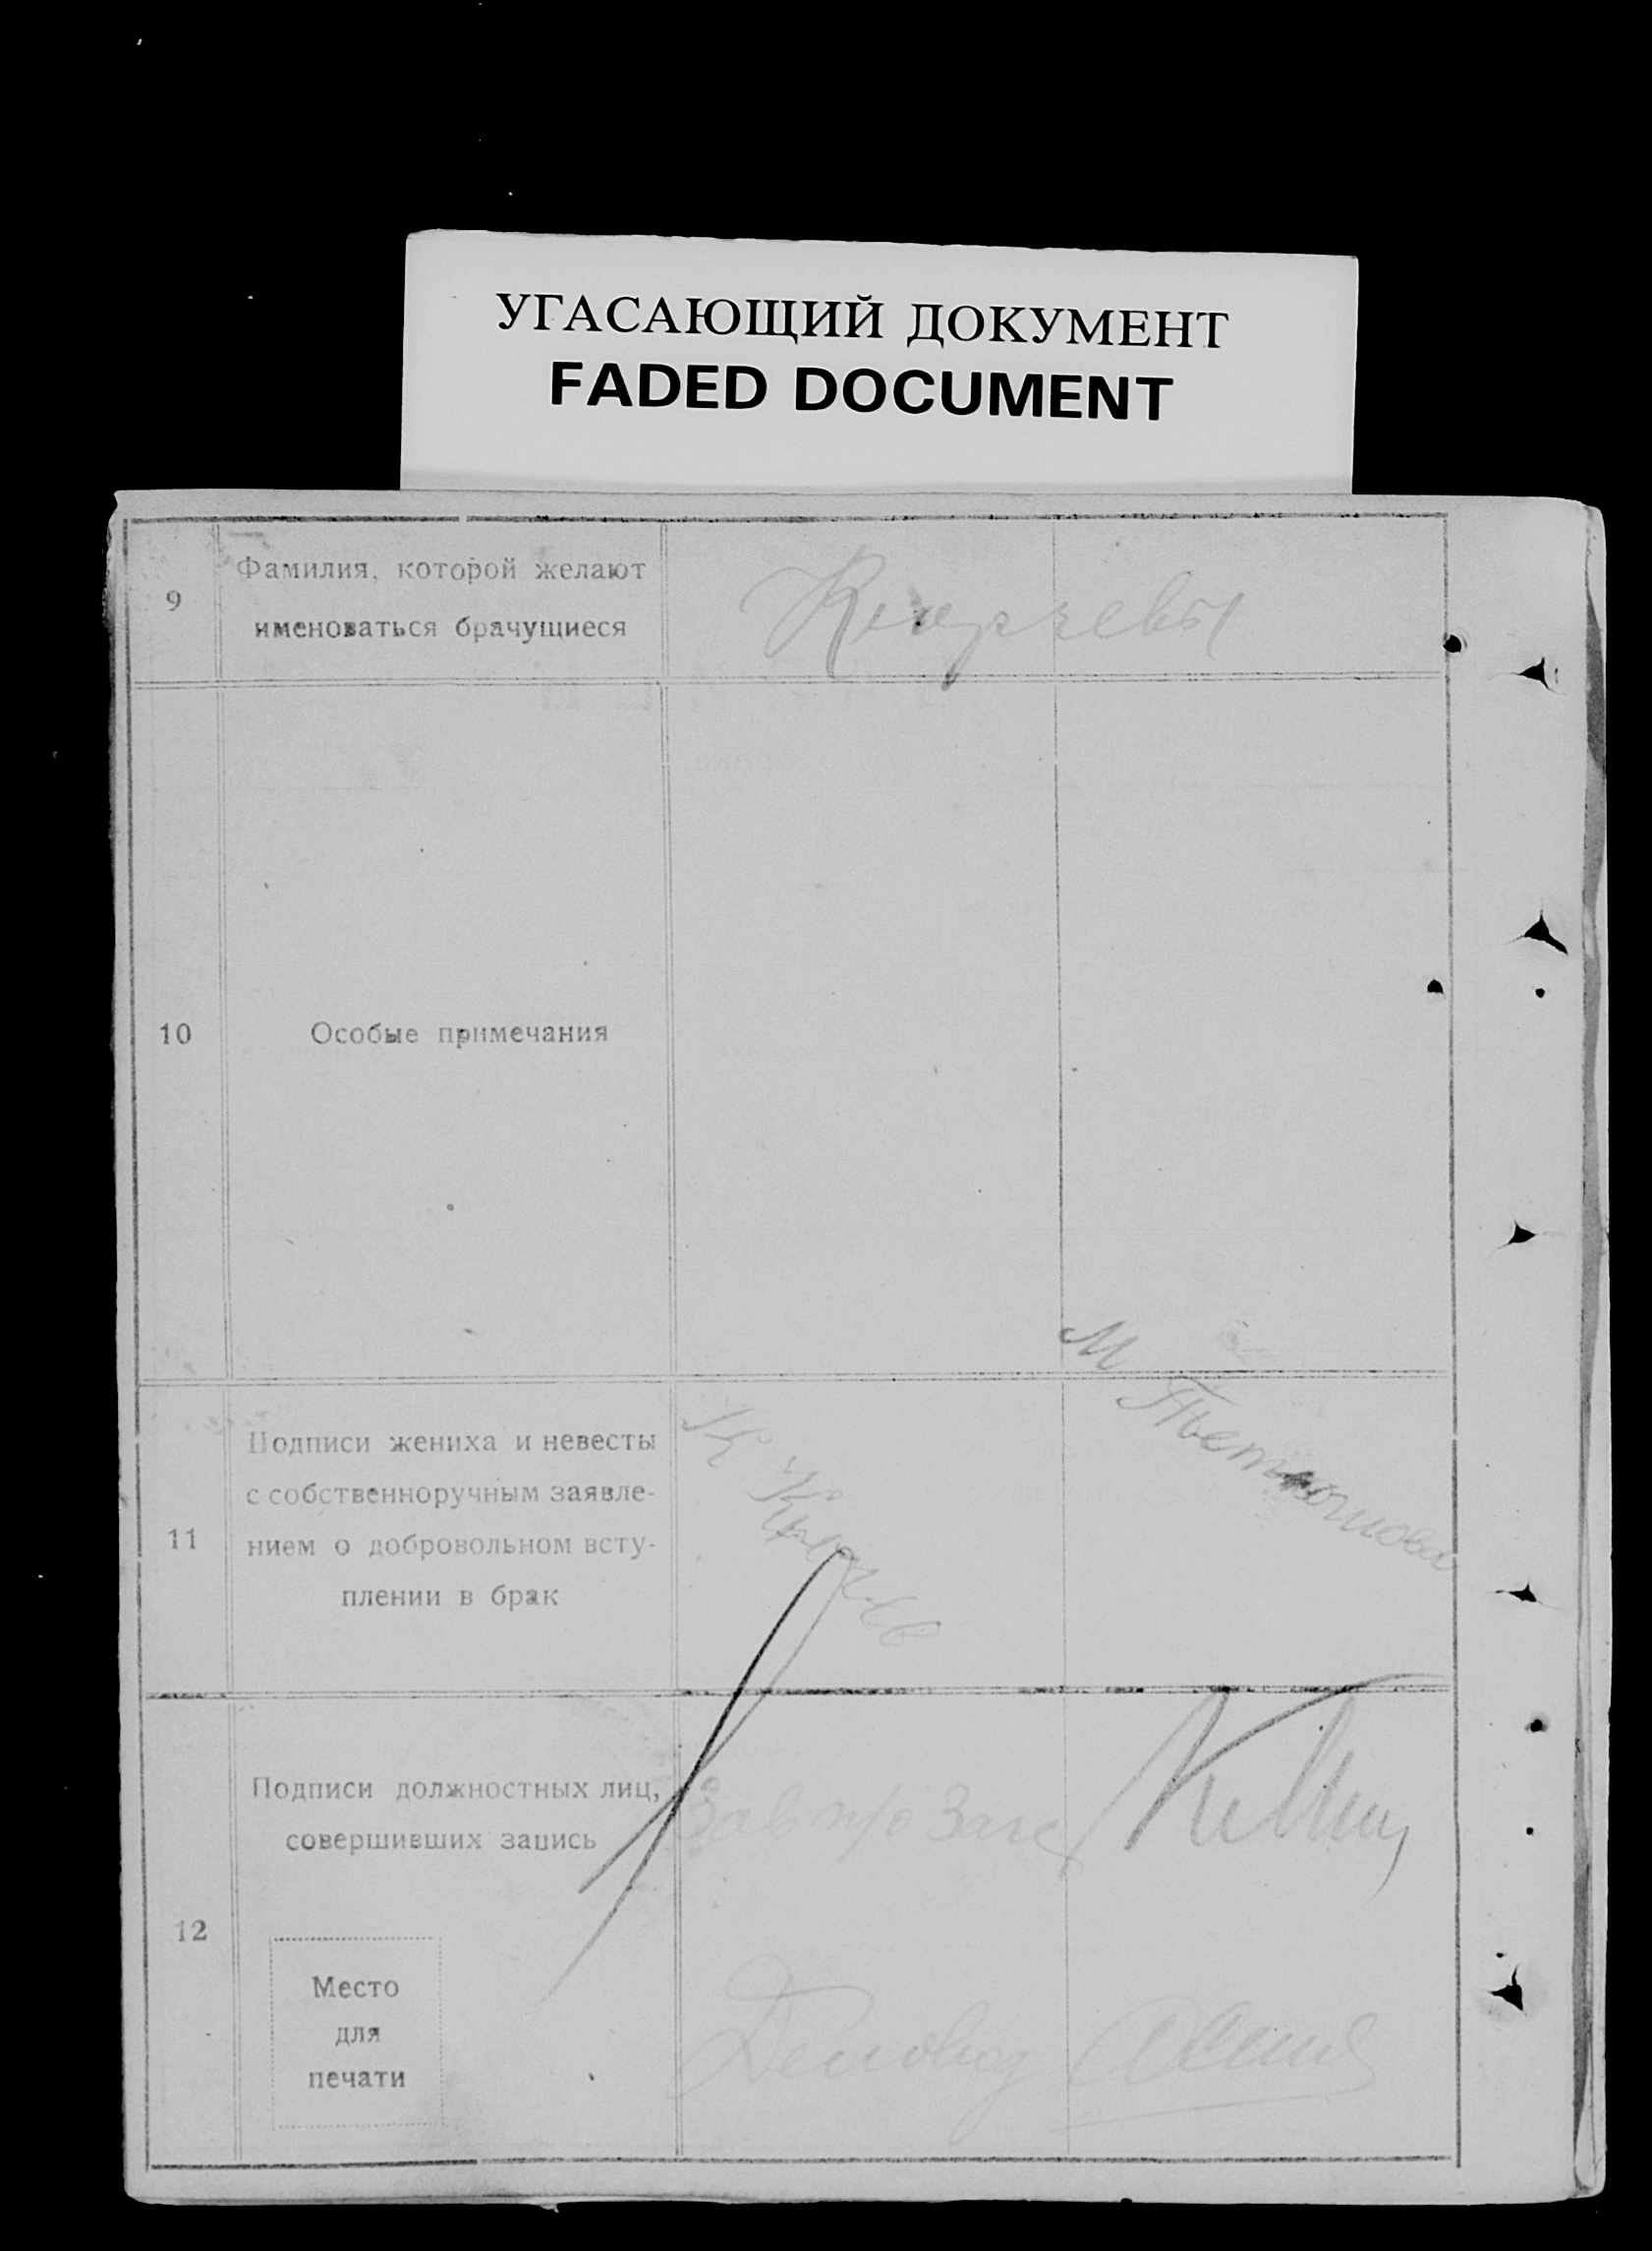 УГАСАЮЩИЙ ДОКУМЕНТ
FADED DOCUMENT
9
Фамилия, которой желают
именоваться брачущиеся
10
Особые примечания
М
11
Подписи жениха и невесты
с собственноручным заявле-
нием о добровольном всту-
плении в брак
К
12
Подписи должностных лиц,
совершивших запись
Зав п/о Загс
Место
для
печати
Деловод